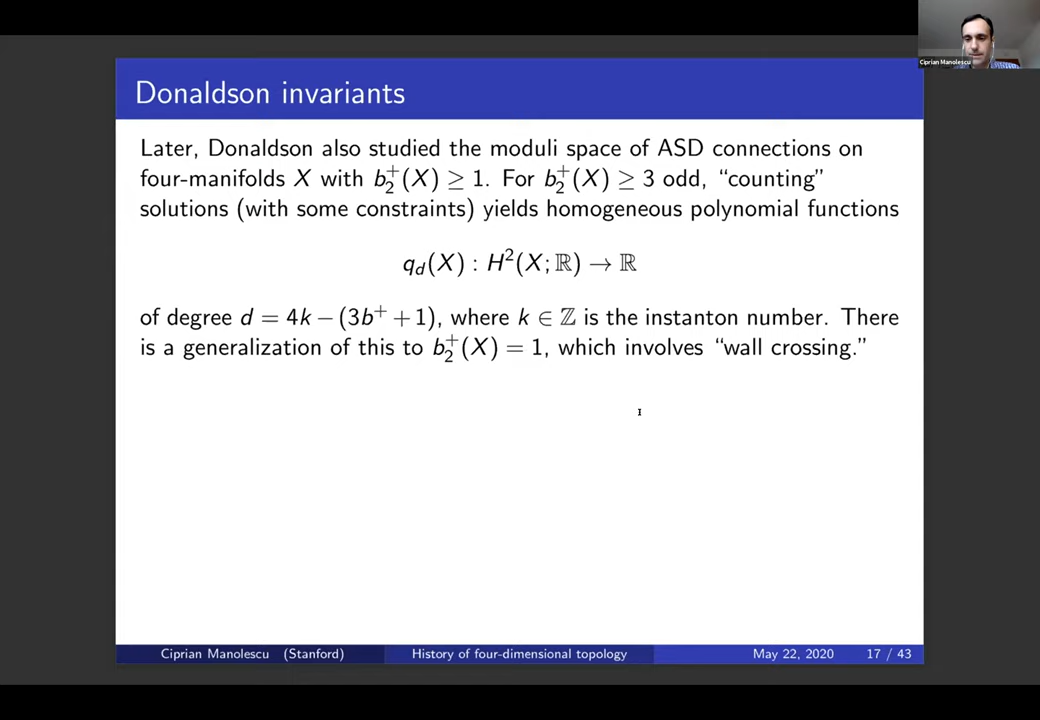 Ciprian Manolescu
Donaldson invariants
Later, Donaldson also studied the moduli space of ASD connections on
four-manifolds X with b₂⁺(X) ≥ 1. For b₂⁺(X) ≥ 3 odd, “counting”
solutions (with some constraints) yields homogeneous polynomial functions
q_d(X) : H²(X; ℝ) → ℝ
of degree d = 4k − (3b⁺ + 1), where k ∈ ℤ is the instanton number. There
is a generalization of this to b₂⁺(X) = 1, which involves “wall crossing.”
Ciprian Manolescu (Stanford) History of four-dimensional topology May 22, 2020 17 / 43